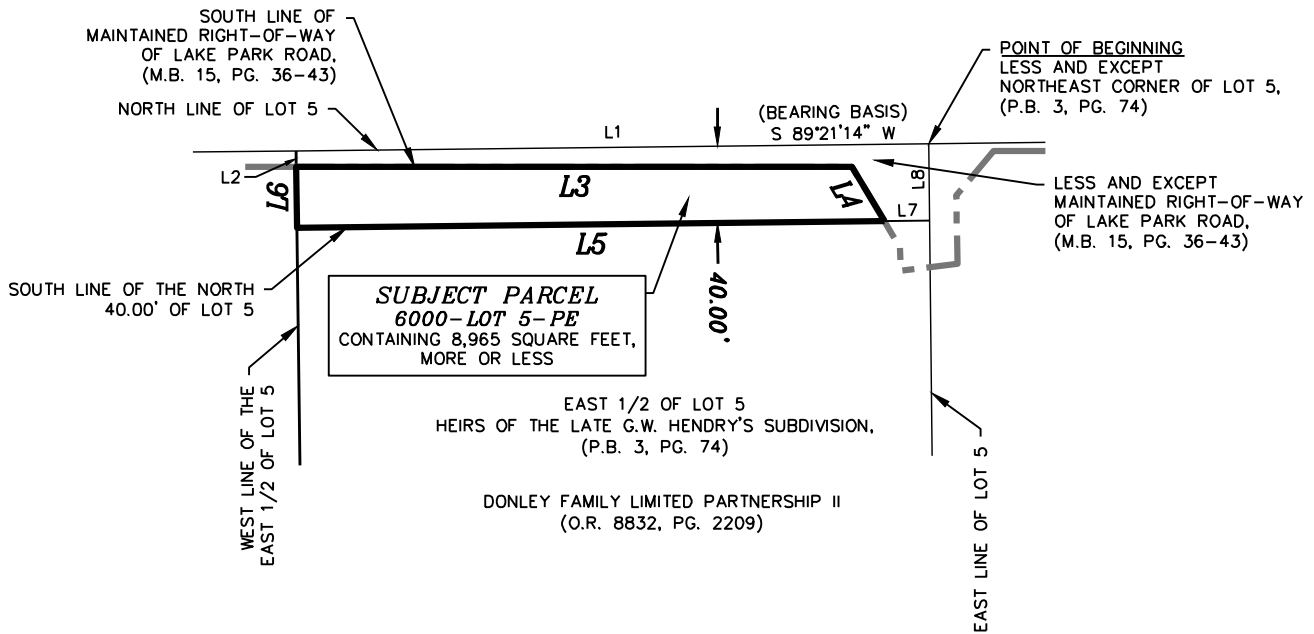 SOUTH LINE OF
MAINTAINED RIGHT-OF-WAY
OF LAKE PARK ROAD,
(M.B. 15, PG. 36-43)
NORTH LINE OF LOT 5
L1
(BEARING BASIS)
S 89°21'14" W
POINT OF BEGINNING
LESS AND EXCEPT
NORTHEAST CORNER OF LOT 5,
(P.B. 3, PG. 74)
L2
L6
L3
LA
L8
L7
LESS AND EXCEPT
MAINTAINED RIGHT-OF-WAY
OF LAKE PARK ROAD,
(M.B. 15, PG. 36-43)
L5
40.00'
SOUTH LINE OF THE NORTH
40.00' OF LOT 5
SUBJECT PARCEL
6000-LOT 5-PE
CONTAINING 8,965 SQUARE FEET,
MORE OR LESS
WEST LINE OF THE
EAST 1/2 OF LOT 5
EAST 1/2 OF LOT 5
HEIRS OF THE LATE G.W. HENDRY'S SUBDIVISION,
(P.B. 3, PG. 74)
DONLEY FAMILY LIMITED PARTNERSHIP II
(O.R. 8832, PG. 2209)
EAST LINE OF LOT 5